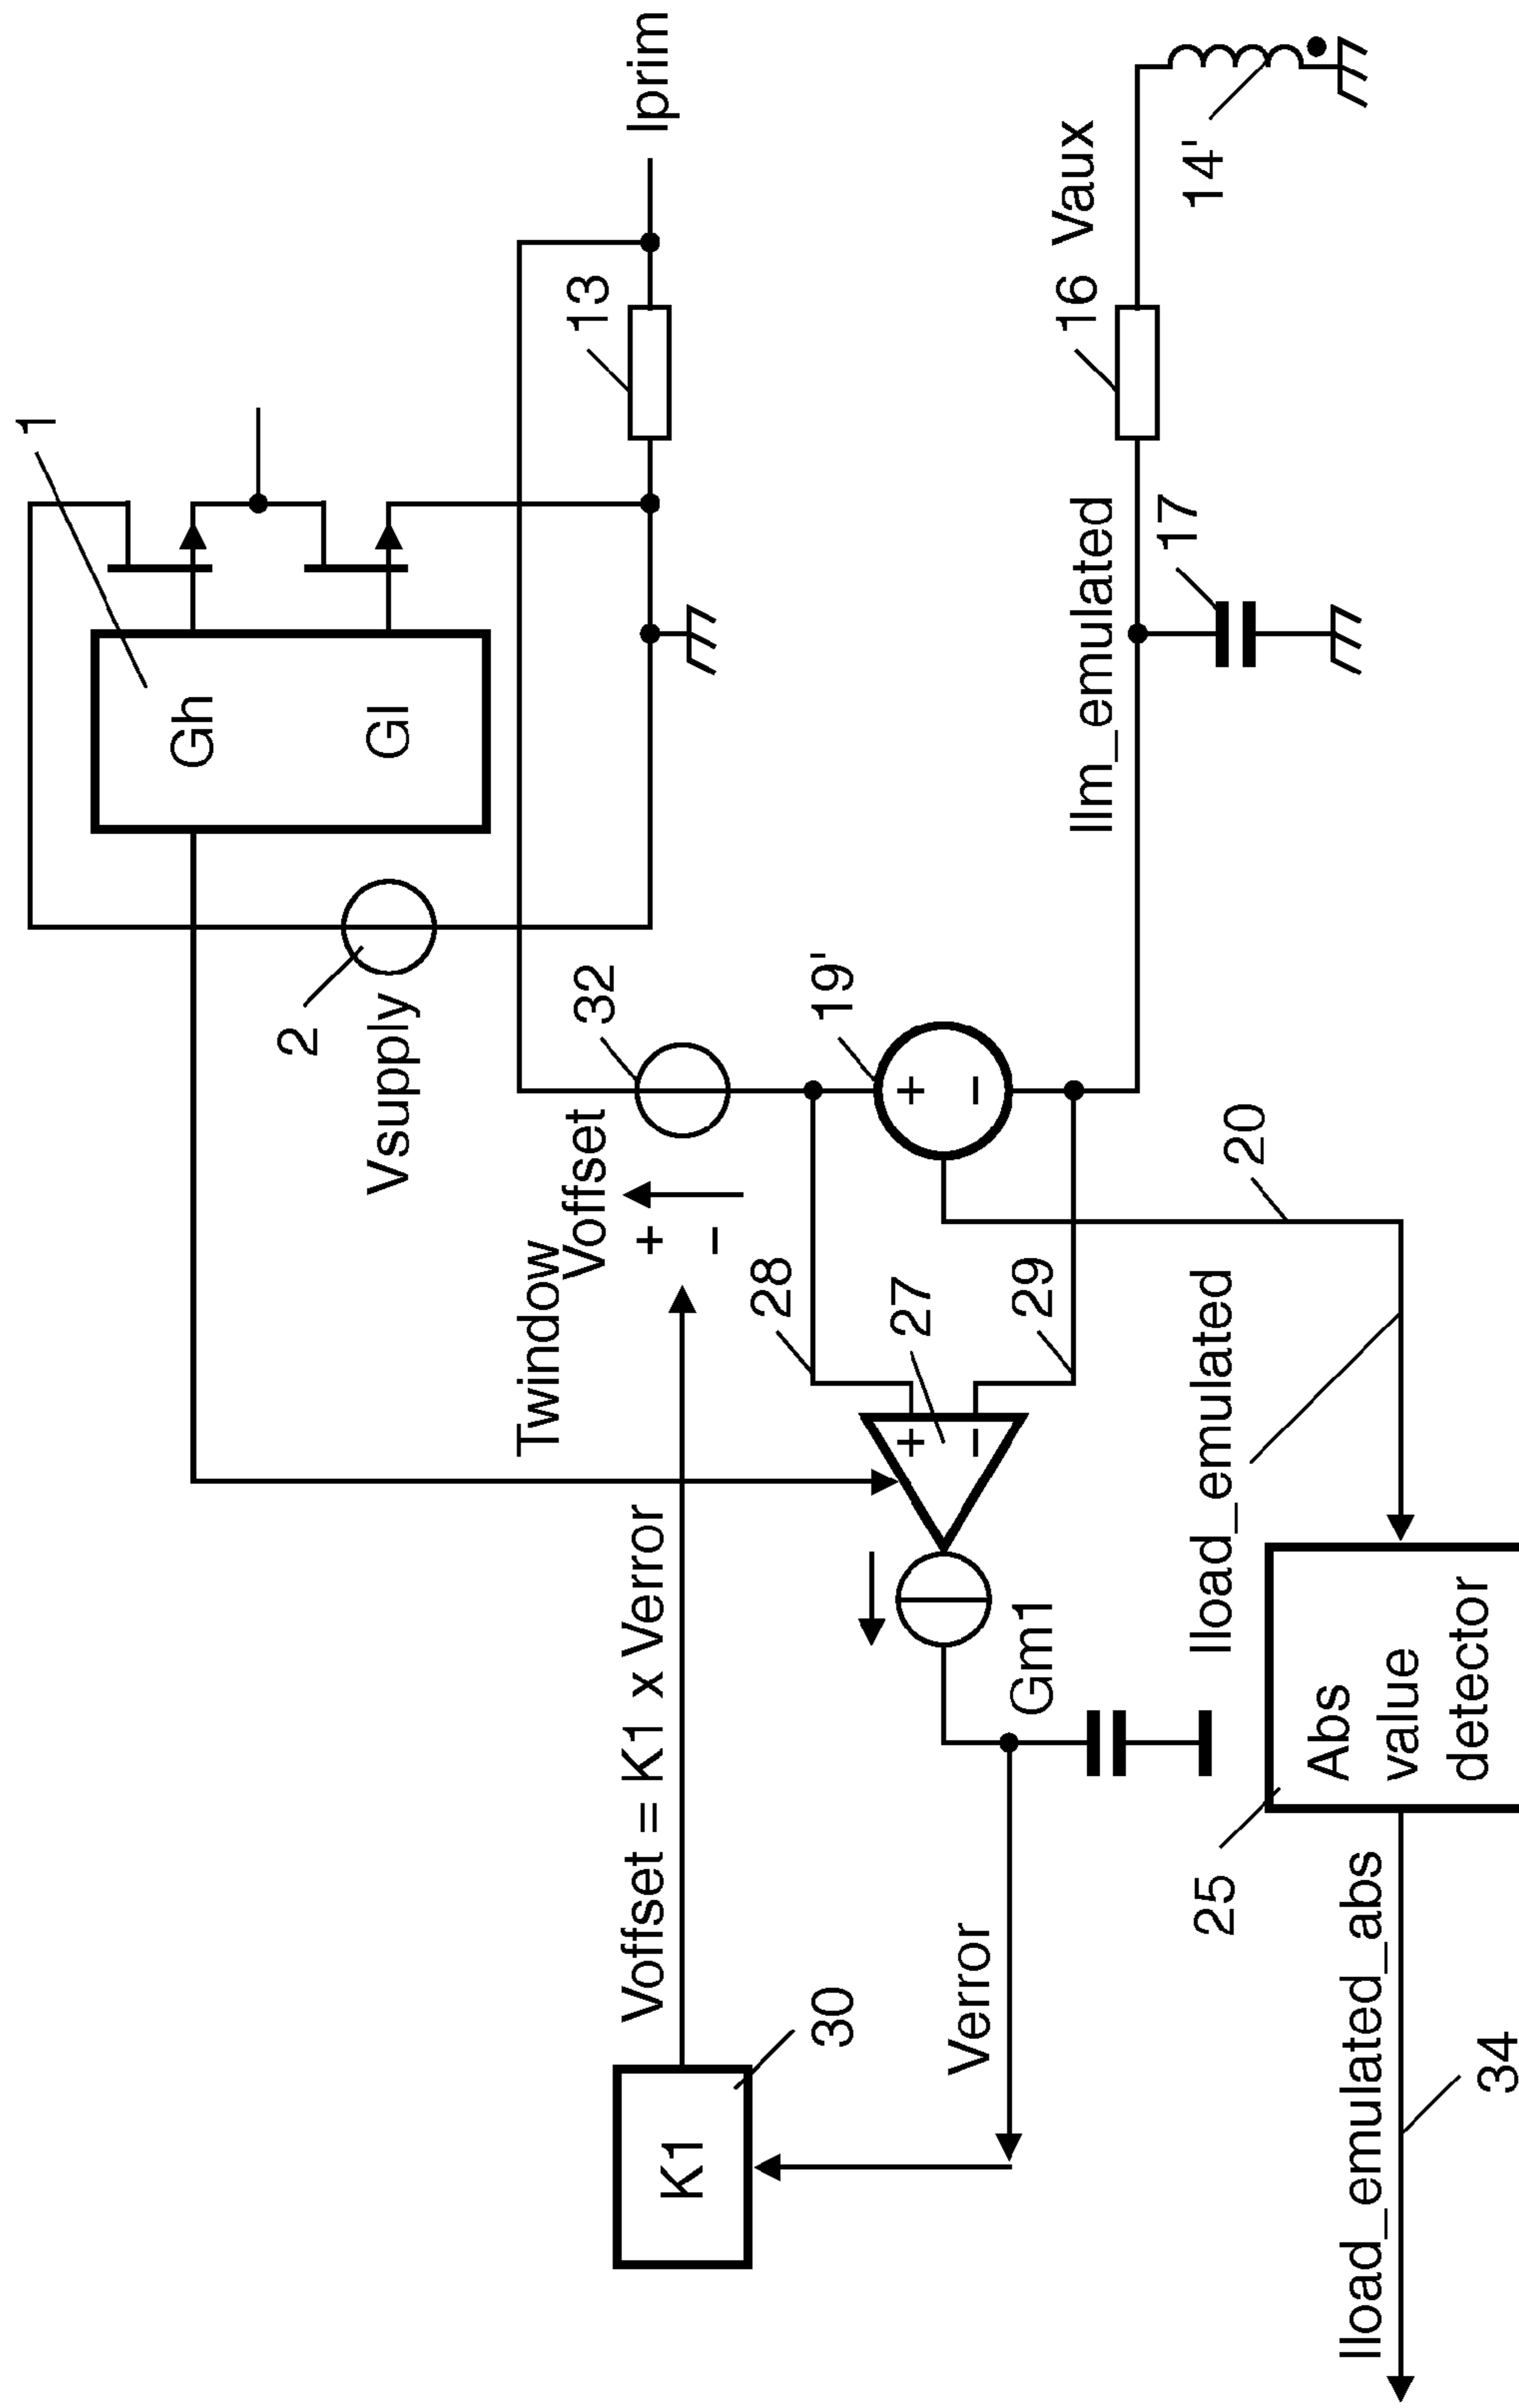 1
Gh
Gl
2
Vsupply
Iprim
13
32
Voffset
+
-
Twindow
19'
+
-
28
27
29
+
-
Gm1
Voffset = K1 x Verror
K1
30
Verror
Ilm_emulated
16
Vaux
14'
17
20
Iload_emulated
Abs
value
detector
25
Iload_emulated_abs
34